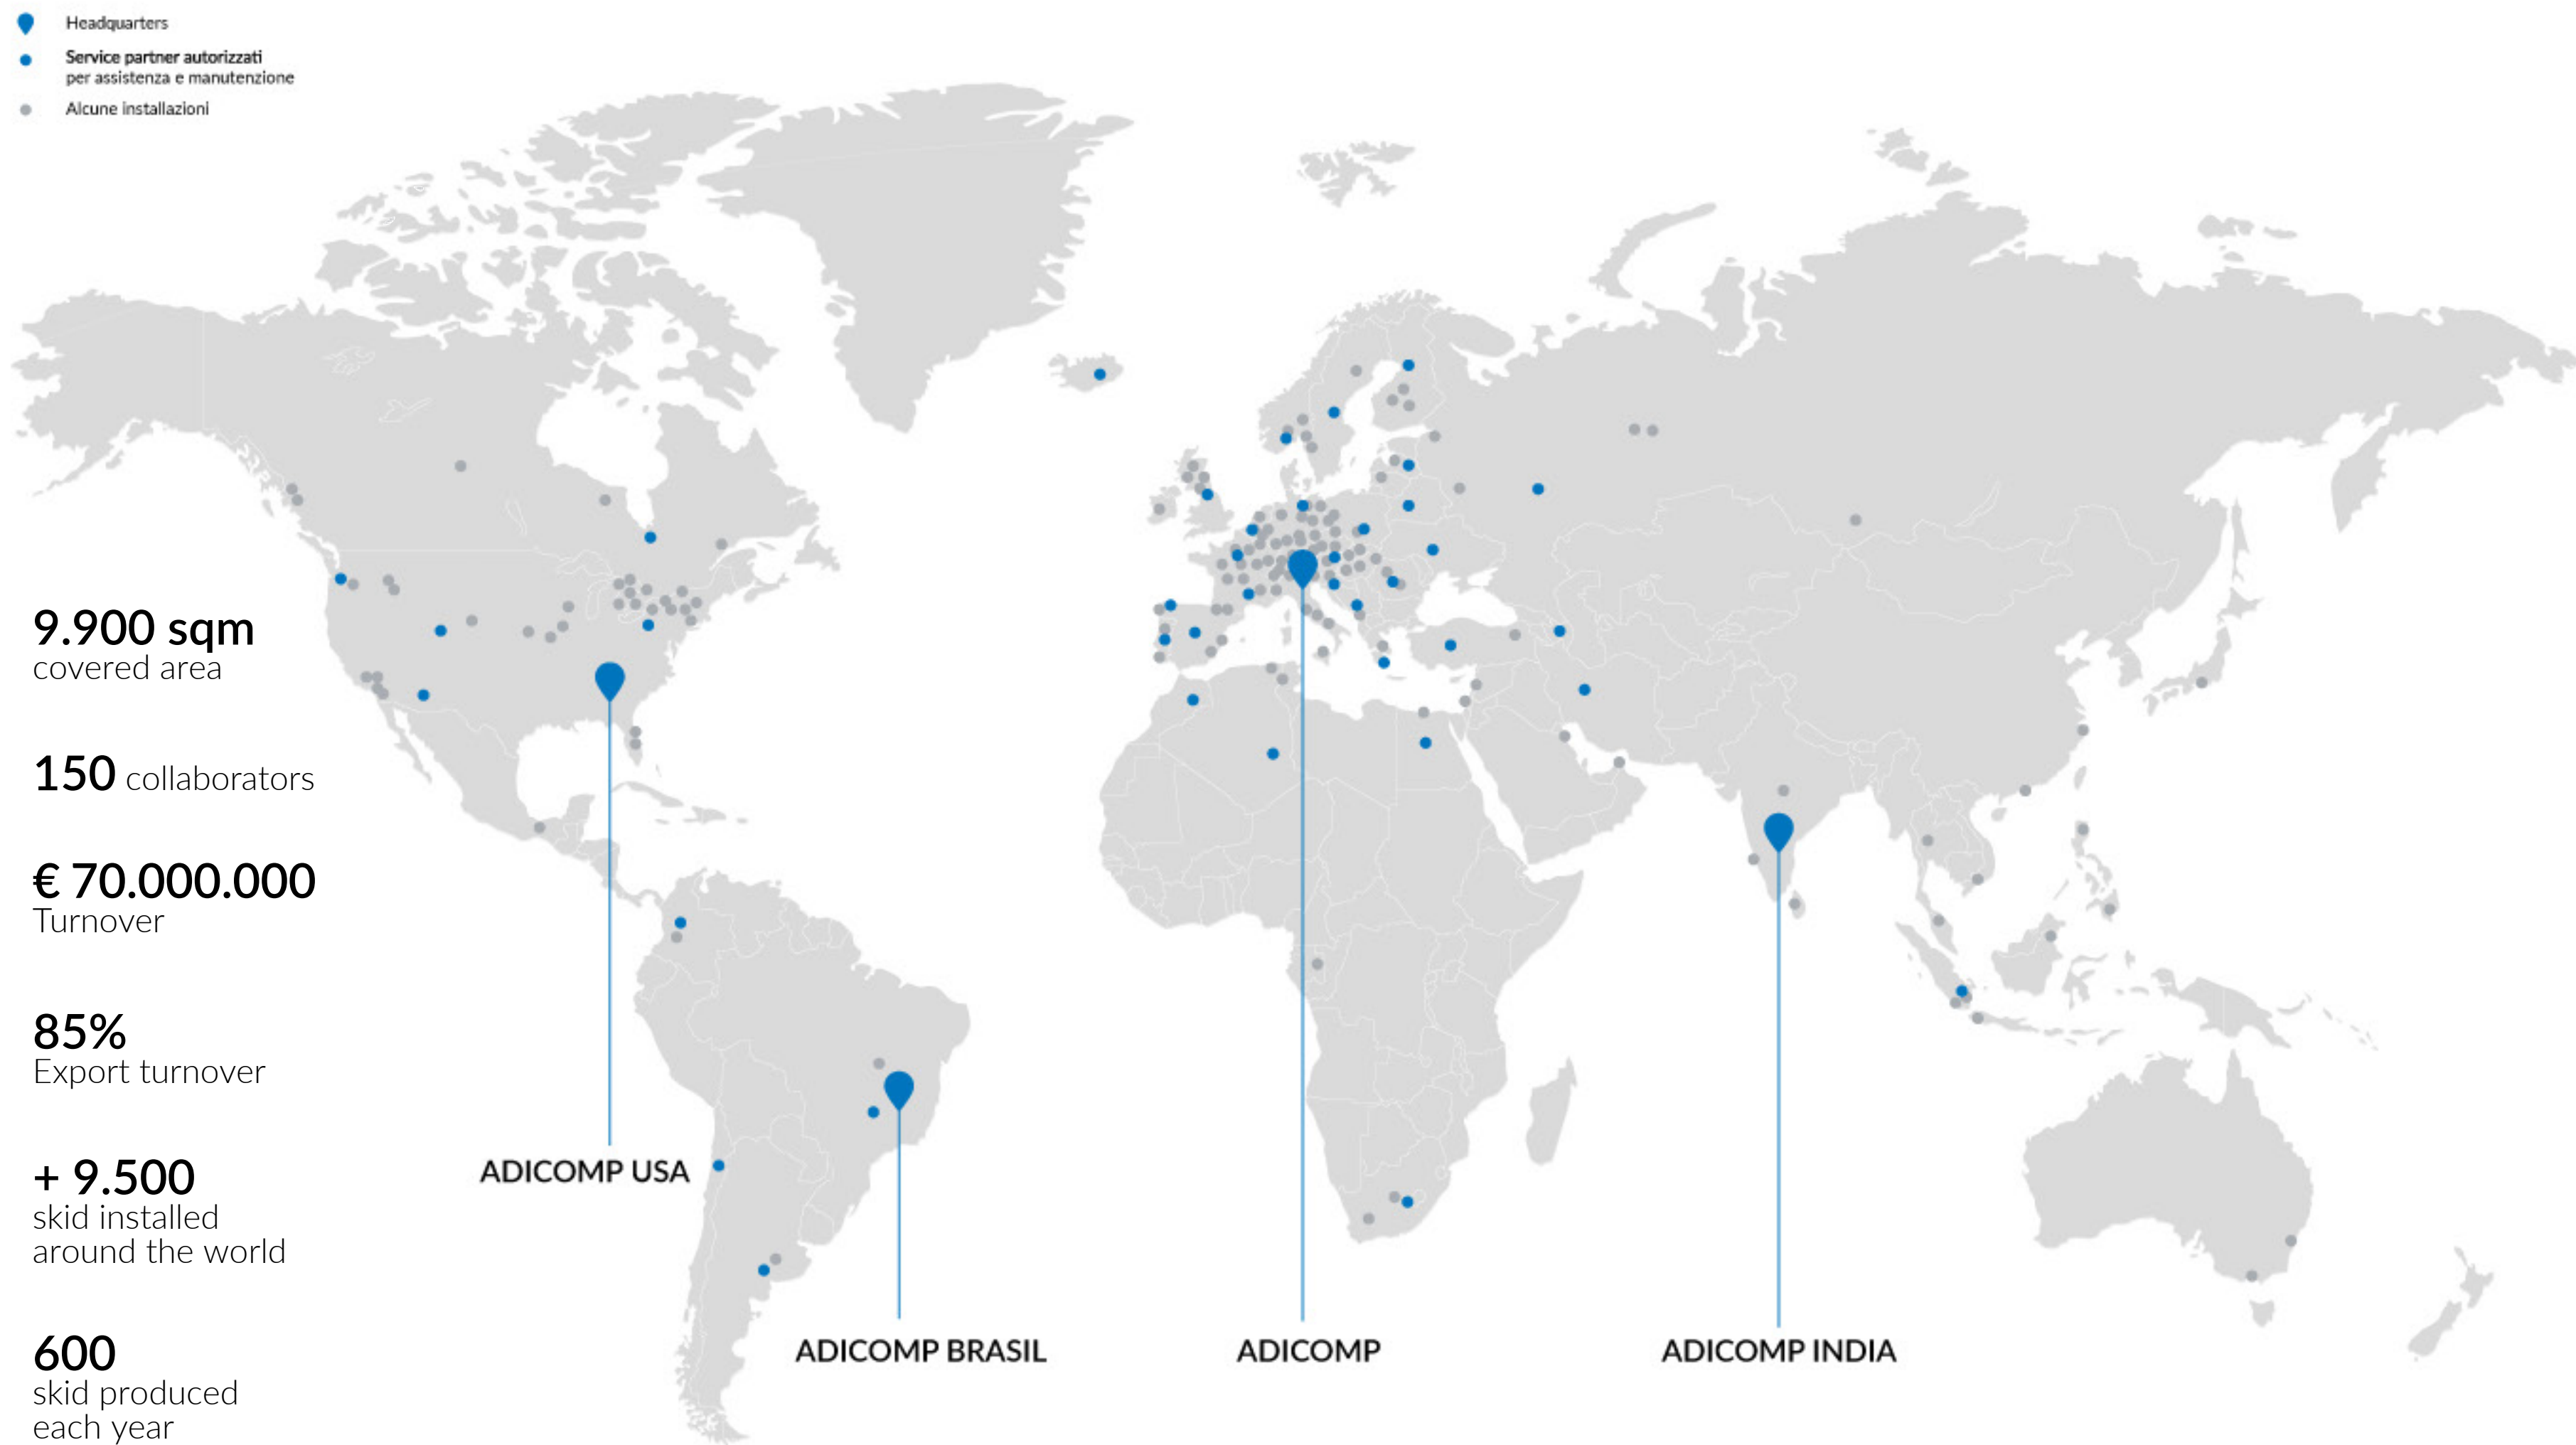 Headquarters
Service partner autorizzati
per assistenza e manutenzione
Alcune installazioni
9.900 sqm
covered area
150 collaborators
€ 70.000.000
Turnover
85%
Export turnover
+ 9.500
skid installed
around the world
600
skid produced
each year
ADICOMP USA
ADICOMP BRASIL
ADICOMP
ADICOMP INDIA